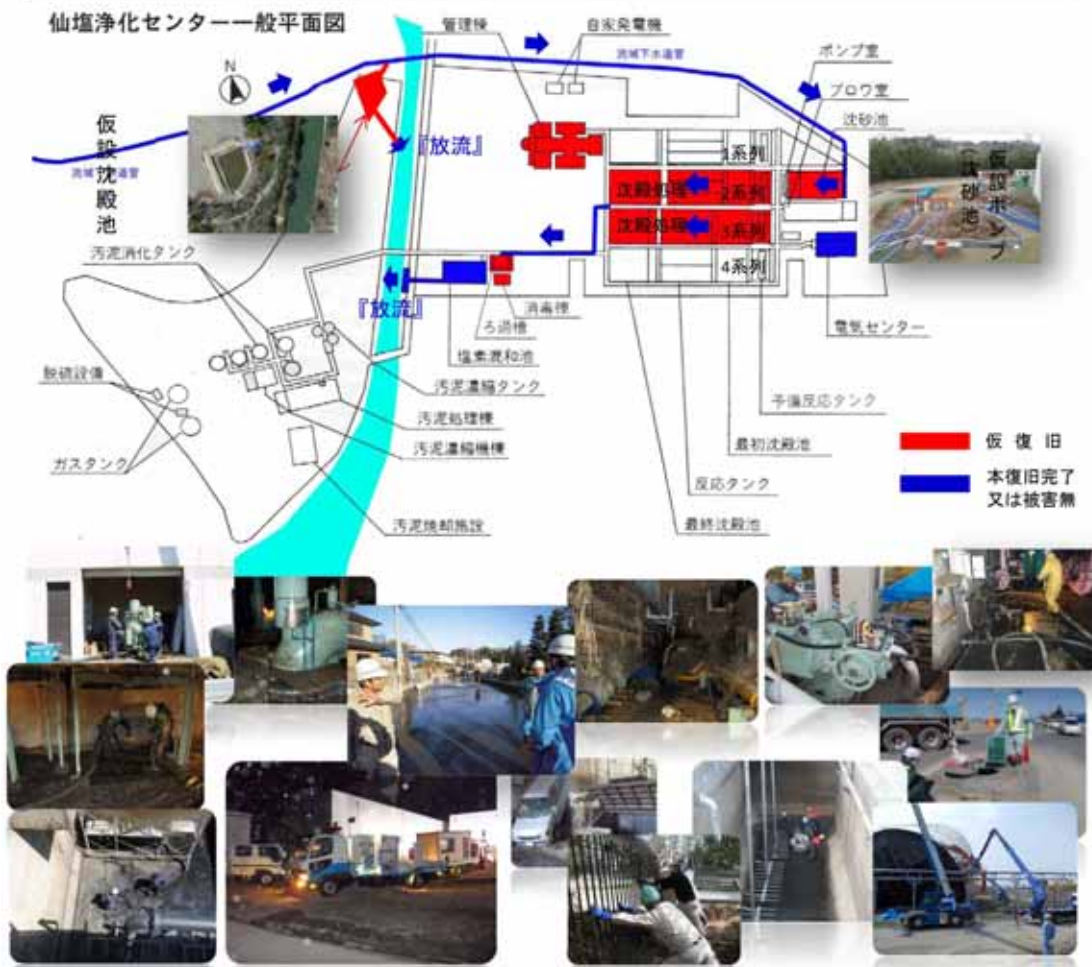 仙塩浄化センター一般平面図
管理棟
自家発電機
流域下水道管
ポンプ室
ブロワ室
沈砂池
N
仮設沈殿池
『放流』
1系列
沈殿処理
2系列
沈殿処理
3系列
4系列
仮設ポンプ
(沈砂池)
汚泥消化タンク
『放流』
消毒棟
ろ過槽
塩素混和池
電気センター
脱硫設備
汚泥濃縮タンク
予備反応タンク
汚泥処理棟
最初沈殿池
ガスタンク
汚泥濃縮機棟
反応タンク
汚泥焼却施設
最終沈殿池
仮復旧
本復旧完了
又は被害無